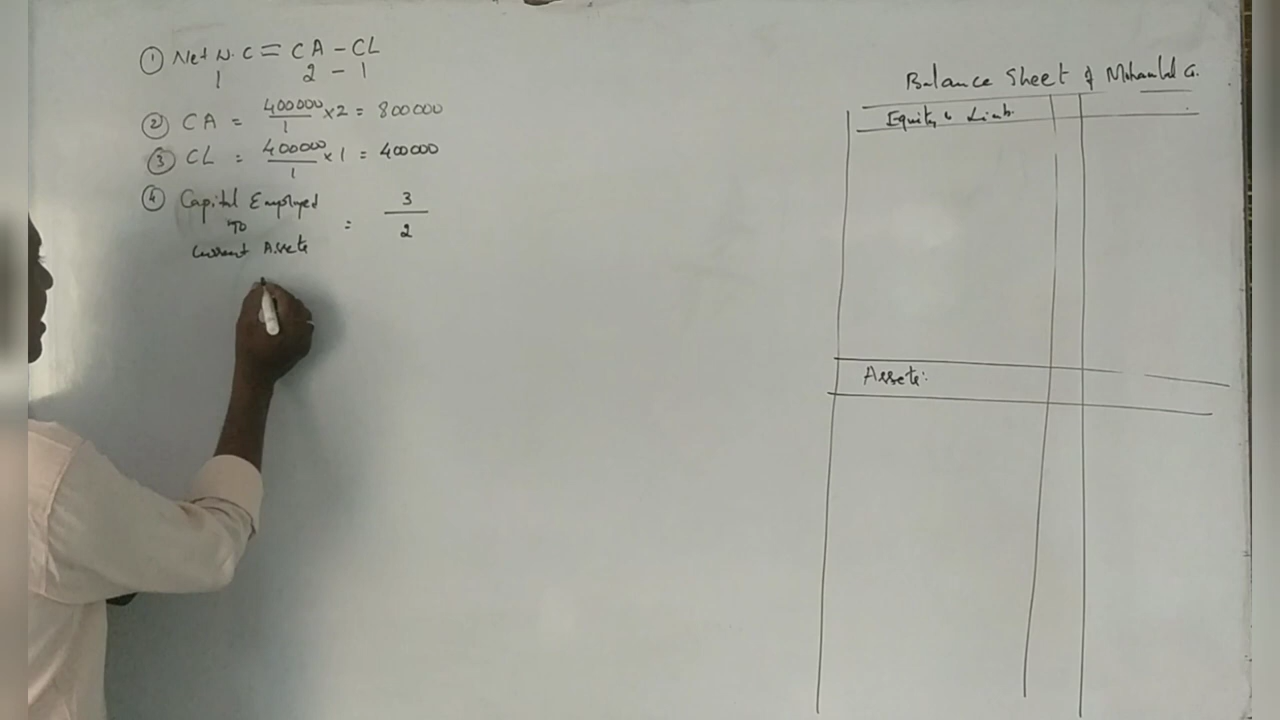 ① Net W.C = CA - CL
1 2 - 1
② CA = 400000/1 × 2 = 800000
③ CL = 400000/1 × 1 = 400000
④ Capital Employed
To
Current Assets
= 3/2
Balance Sheet of
Equity & Liab.
Assets: